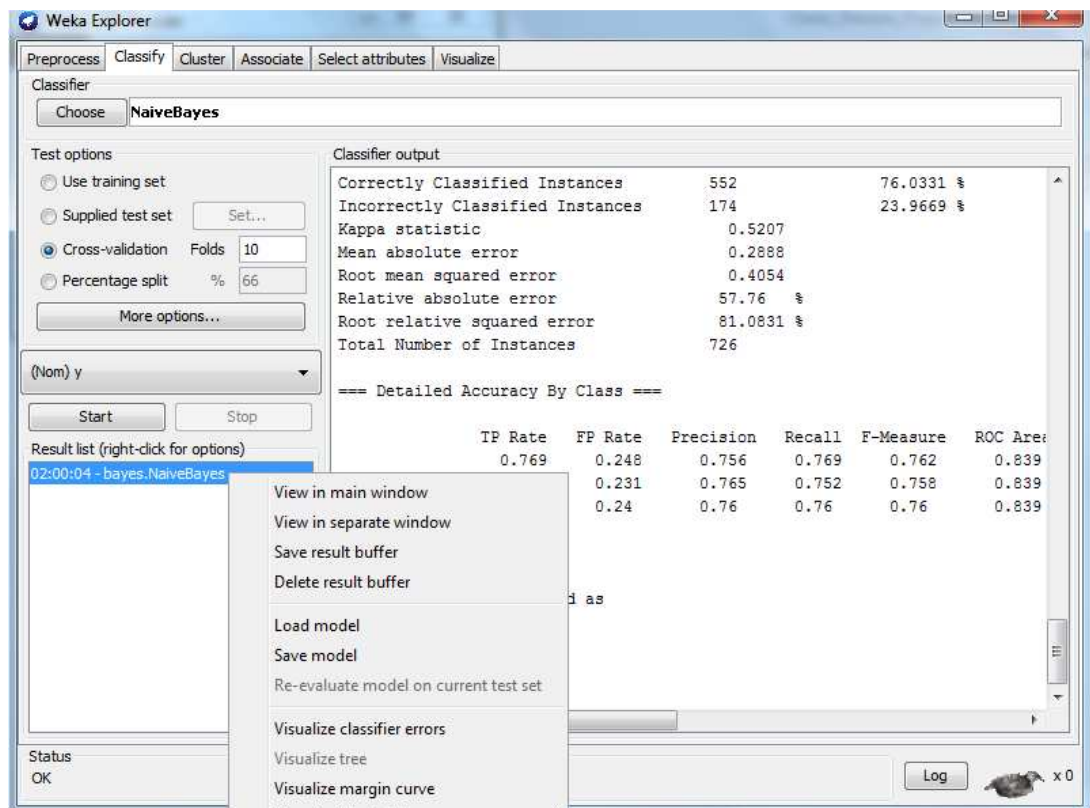 Weka Explorer
Preprocess Classify Cluster Associate Select attributes Visualize
Classifier
Choose NaiveBayes
Test options
Use training set
Supplied test set Set...
Cross-validation Folds 10
Percentage split % 66
More options...
(Nom) y
Start Stop
Result list (right-click for options)
02:00:04 - bayes.NaiveBayes
Classifier output
Correctly Classified Instances 552 76.0331 %
Incorrectly Classified Instances 174 23.9669 %
Kappa statistic 0.5207
Mean absolute error 0.2888
Root mean squared error 0.4054
Relative absolute error 57.76 %
Root relative squared error 81.0831 %
Total Number of Instances 726
=== Detailed Accuracy By Class ===
TP Rate FP Rate Precision Recall F-Measure ROC Area
0.769 0.248 0.756 0.769 0.762 0.839
0.231 0.765 0.752 0.758 0.839
0.24 0.76 0.76 0.76 0.839
as
View in main window
View in separate window
Save result buffer
Delete result buffer
Load model
Save model
Re-evaluate model on current test set
Visualize classifier errors
Visualize tree
Visualize margin curve
Status
OK
Log x 0